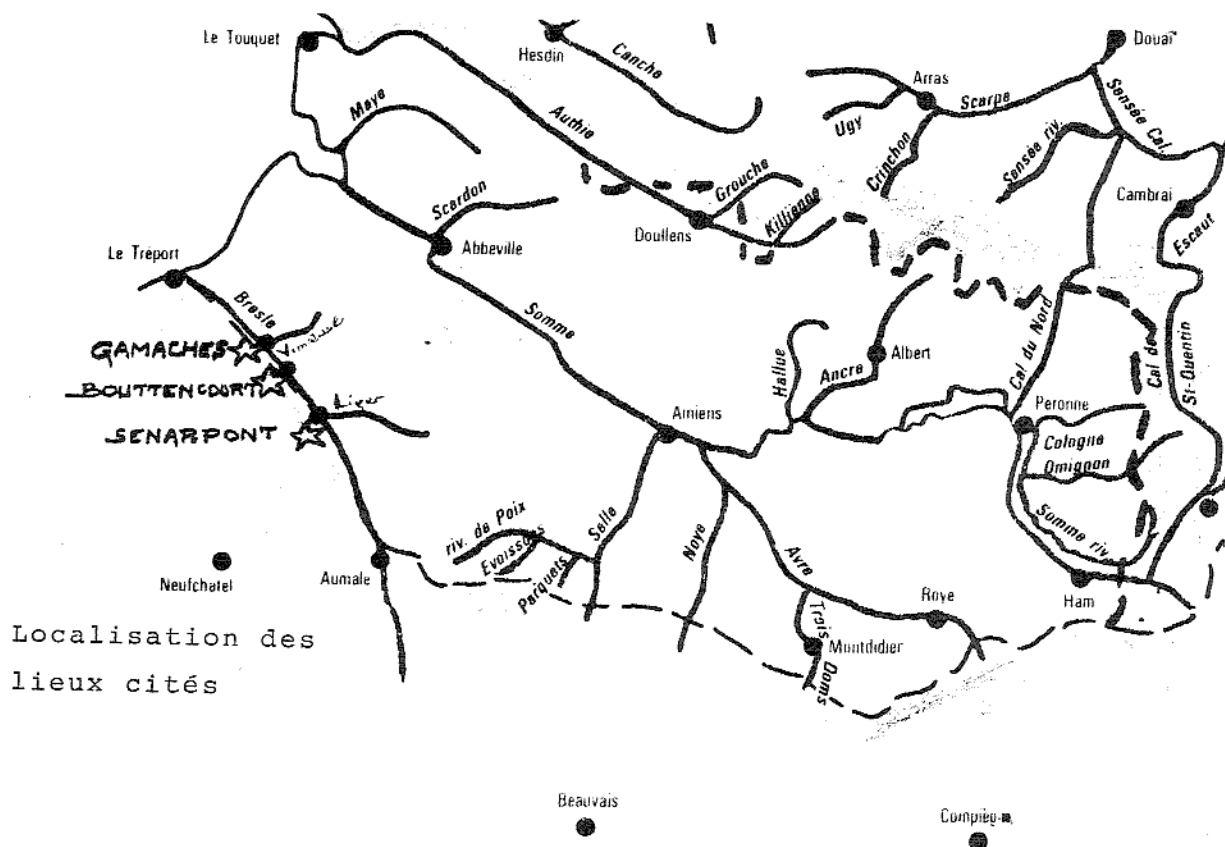 Le Touquet
Hesdin
Canche
Douai
Arras
Scarpe
Ugy
Crinchon
Sensée riv.
Sensée Cal.
Maye
Authie
Grouche
Killienne
Doullens
Scardon
Abbeville
Cambrai
Escaut
Le Tréport
Bresle
Vimeuse
GAMACHES
BOUTTENCOURT
Liger
SENARPONT
Somme
Hallue
Ancre
Albert
Cal du Nord
Cal de
St-Quentin
Amiens
Peronne
Cologne
Omignon
Somme riv.
riv. de Poix
Evoissons
Parquets
Selle
Noye
Avre
Trois
Doms
Montdidier
Roye
Ham
Neufchatel
Aumale
Localisation des
lieux cités
Beauvais